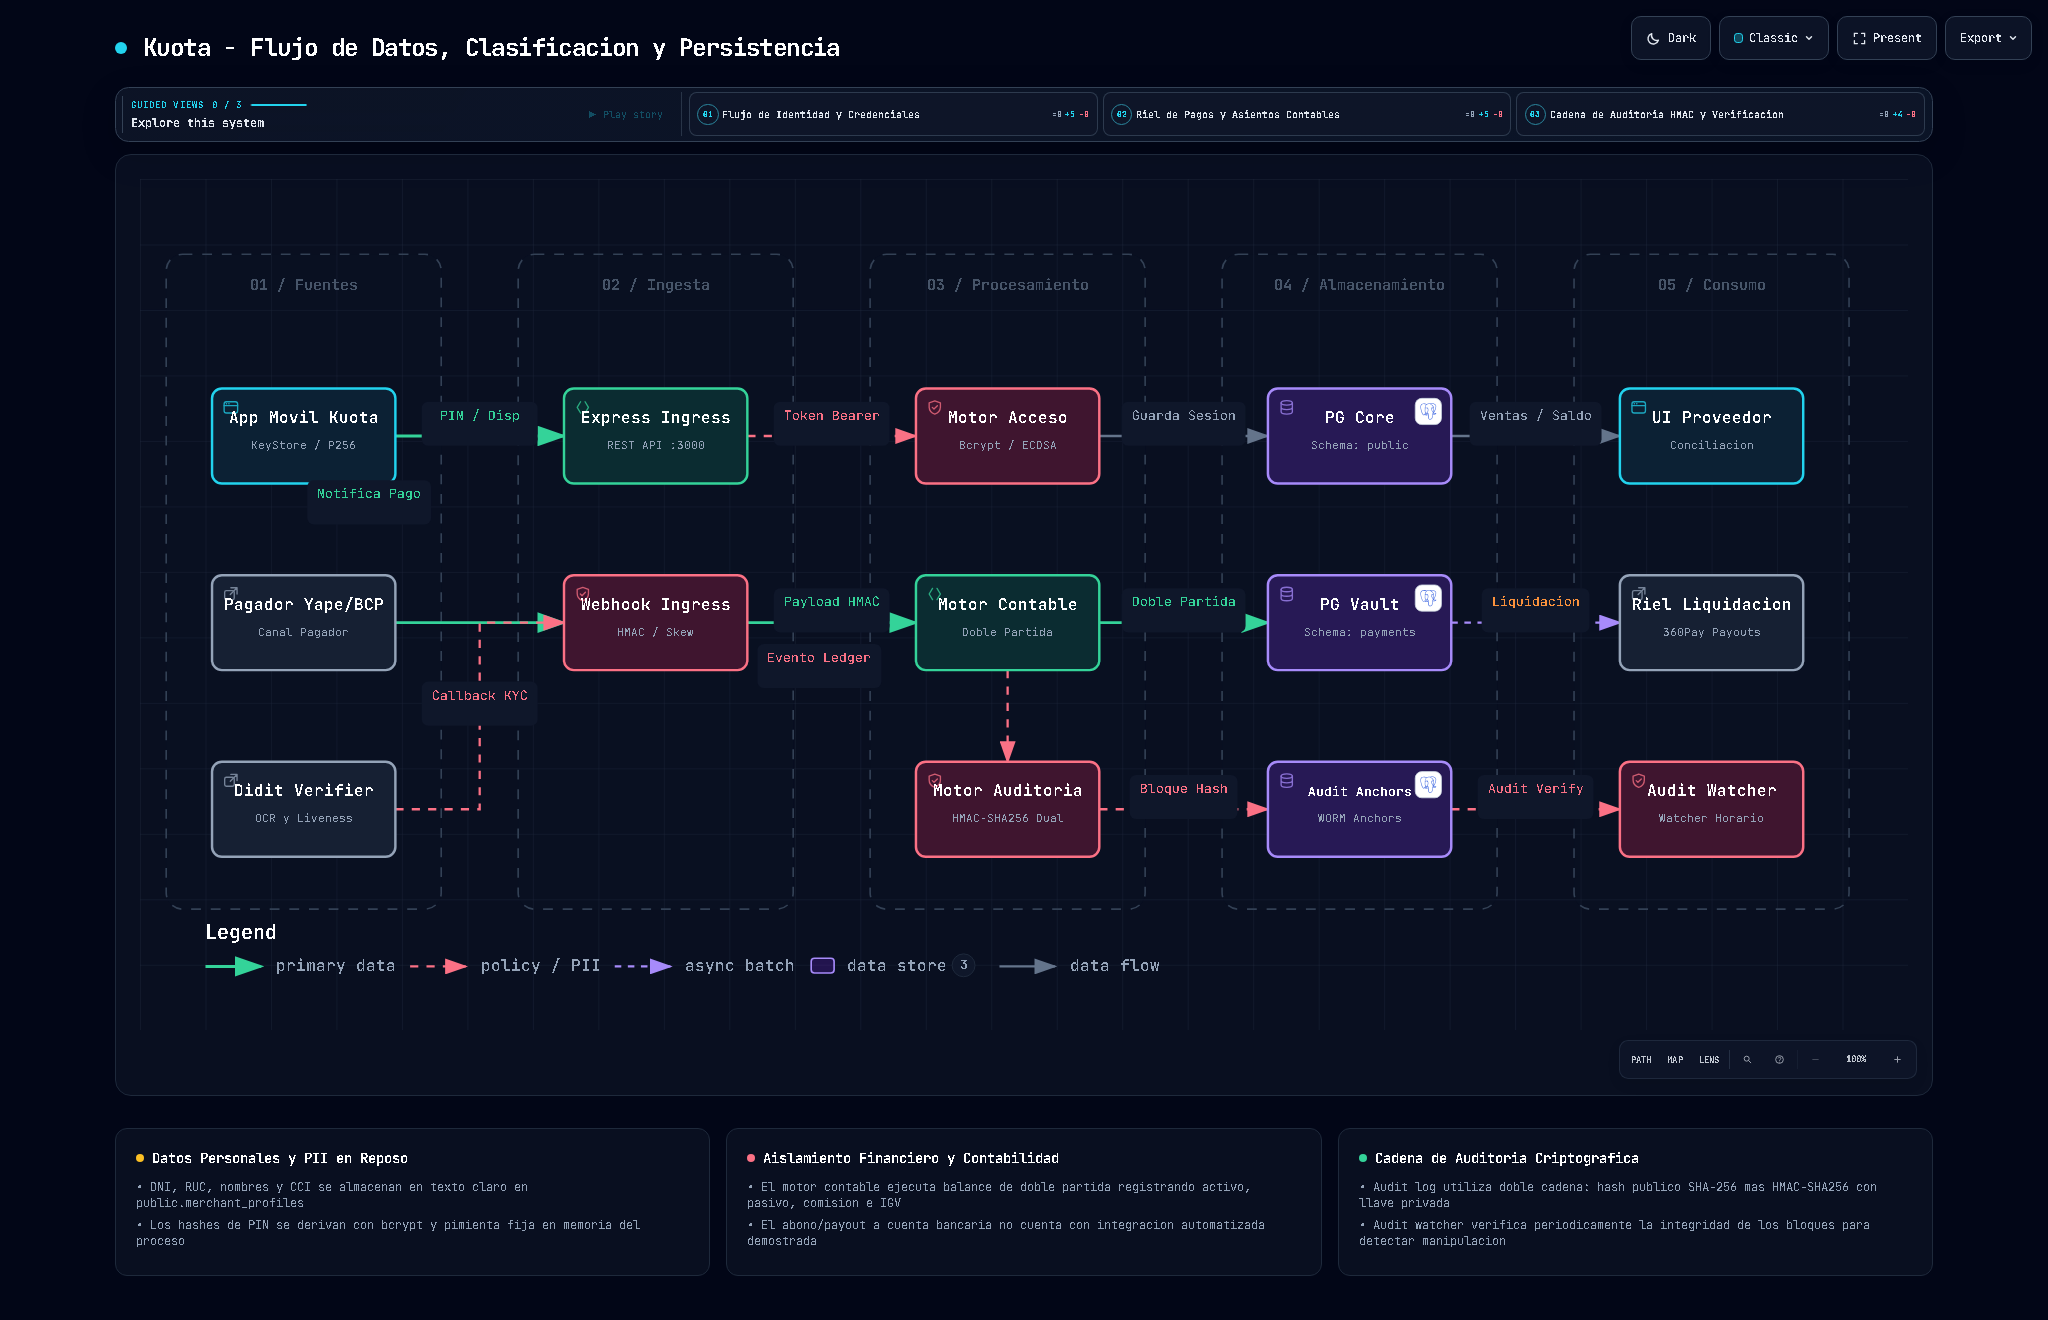 Kuota - Flujo de Datos, Clasificacion y Persistencia
Dark
Classic
Present
Export
GUIDED VIEWS 0 / 3
Explore this system
Play story
01 Flujo de Identidad y Credenciales
=0 +5 -0
02 Riel de Pagos y Asientos Contables
=0 +5 -0
03 Cadena de Auditoria HMAC y Verificacion
=0 +4 -0
01 / Fuentes
02 / Ingesta
03 / Procesamiento
04 / Almacenamiento
05 / Consumo
App Movil Kuota
KeyStore / P256
PIN / Disp
Express Ingress
REST API :3000
Token Bearer
Motor Acceso
Bcrypt / ECDSA
Guarda Sesion
PG Core
Schema: public
Ventas / Saldo
UI Proveedor
Conciliacion
Notifica Pago
Pagador Yape/BCP
Canal Pagador
Webhook Ingress
HMAC / Skew
Payload HMAC
Motor Contable
Doble Partida
Doble Partida
PG Vault
Schema: payments
Liquidacion
Riel Liquidacion
360Pay Payouts
Evento Ledger
Callback KYC
Didit Verifier
OCR y Liveness
Motor Auditoria
HMAC-SHA256 Dual
Bloque Hash
Audit Anchors
WORM Anchors
Audit Verify
Audit Watcher
Watcher Horario
Legend
primary data
policy / PII
async batch
data store 3
data flow
PATH
MAP
LENS
100%
Datos Personales y PII en Reposo
• DNI, RUC, nombres y CCI se almacenan en texto claro en
public.merchant_profiles
• Los hashes de PIN se derivan con bcrypt y pimienta fija en memoria del
proceso
Aislamiento Financiero y Contabilidad
• El motor contable ejecuta balance de doble partida registrando activo,
pasivo, comision e IGV
• El abono/payout a cuenta bancaria no cuenta con integracion automatizada
demostrada
Cadena de Auditoria Criptografica
• Audit log utiliza doble cadena: hash publico SHA-256 mas HMAC-SHA256 con
llave privada
• Audit watcher verifica periodicamente la integridad de los bloques para
detectar manipulacion